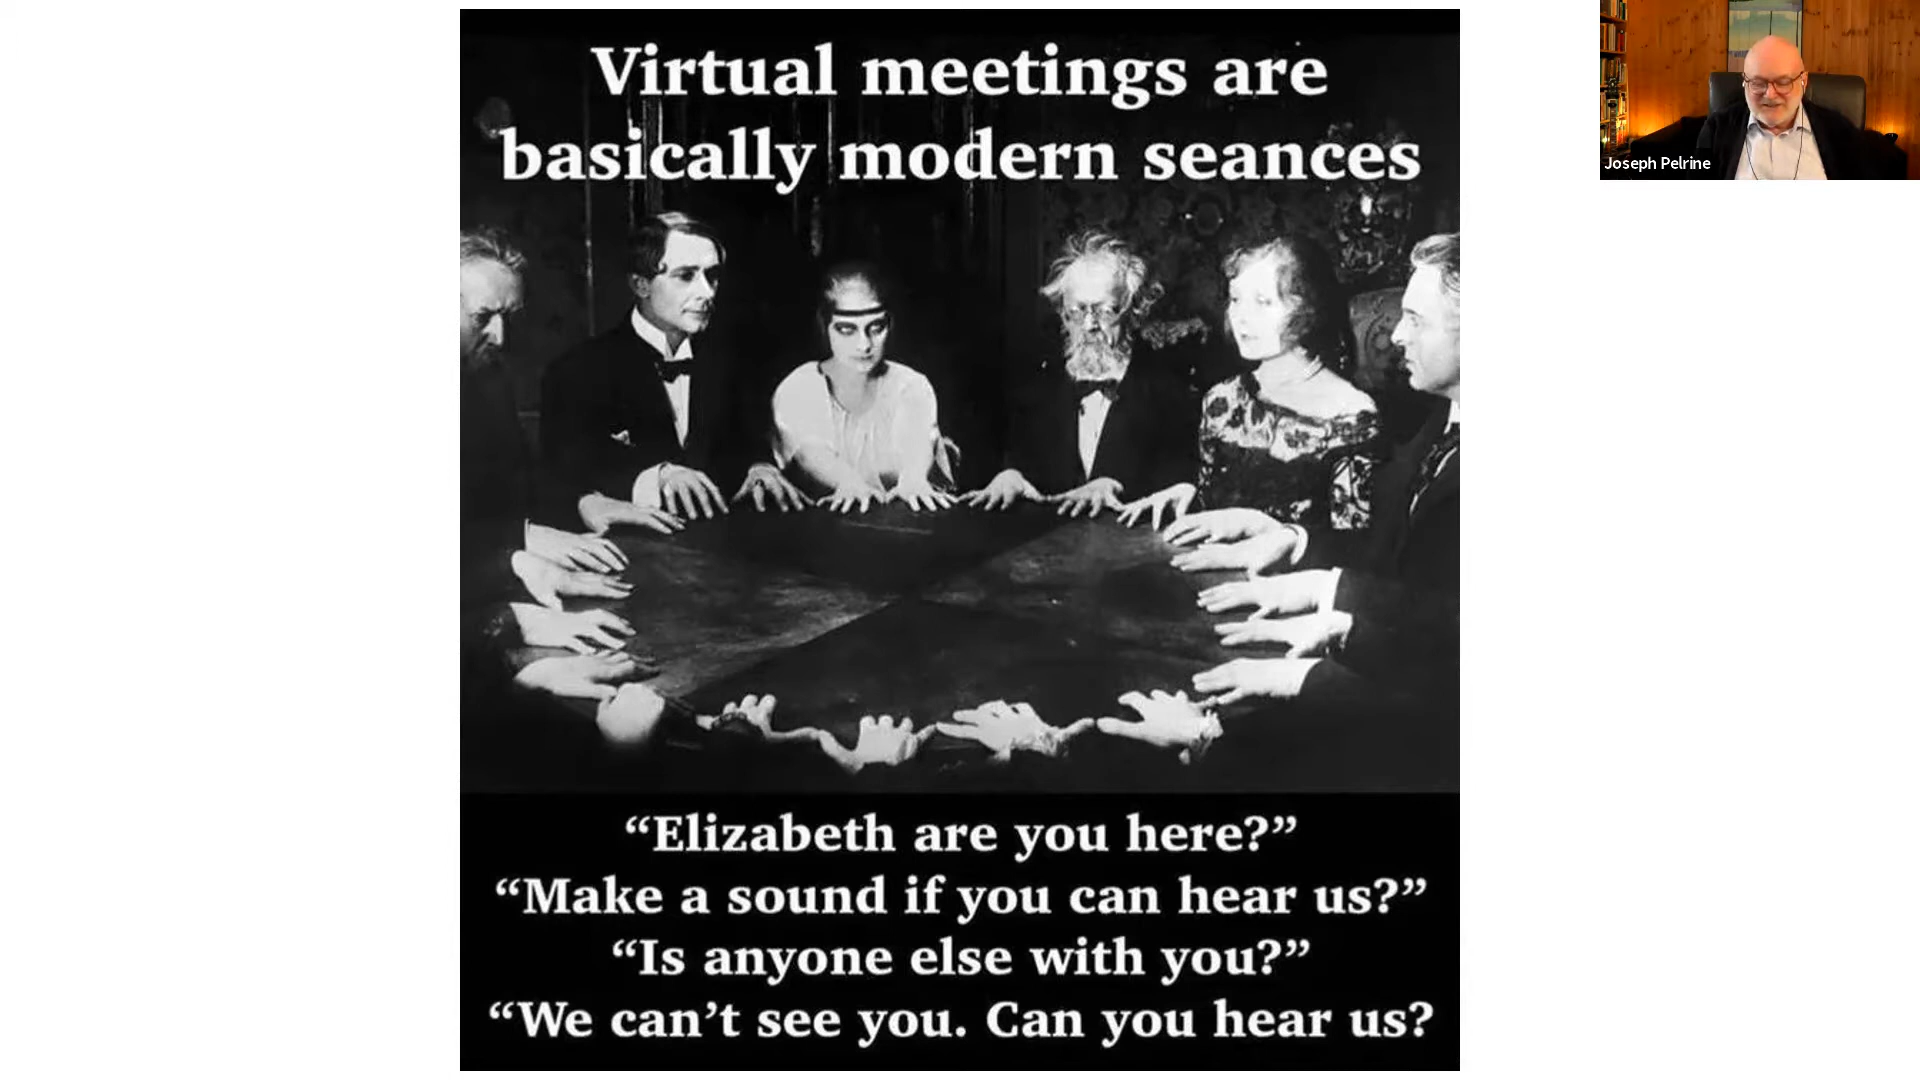 Virtual meetings are
basically modern seances
Joseph Pelrine
“Elizabeth are you here?”
“Make a sound if you can hear us?”
“Is anyone else with you?”
“We can’t see you. Can you hear us?